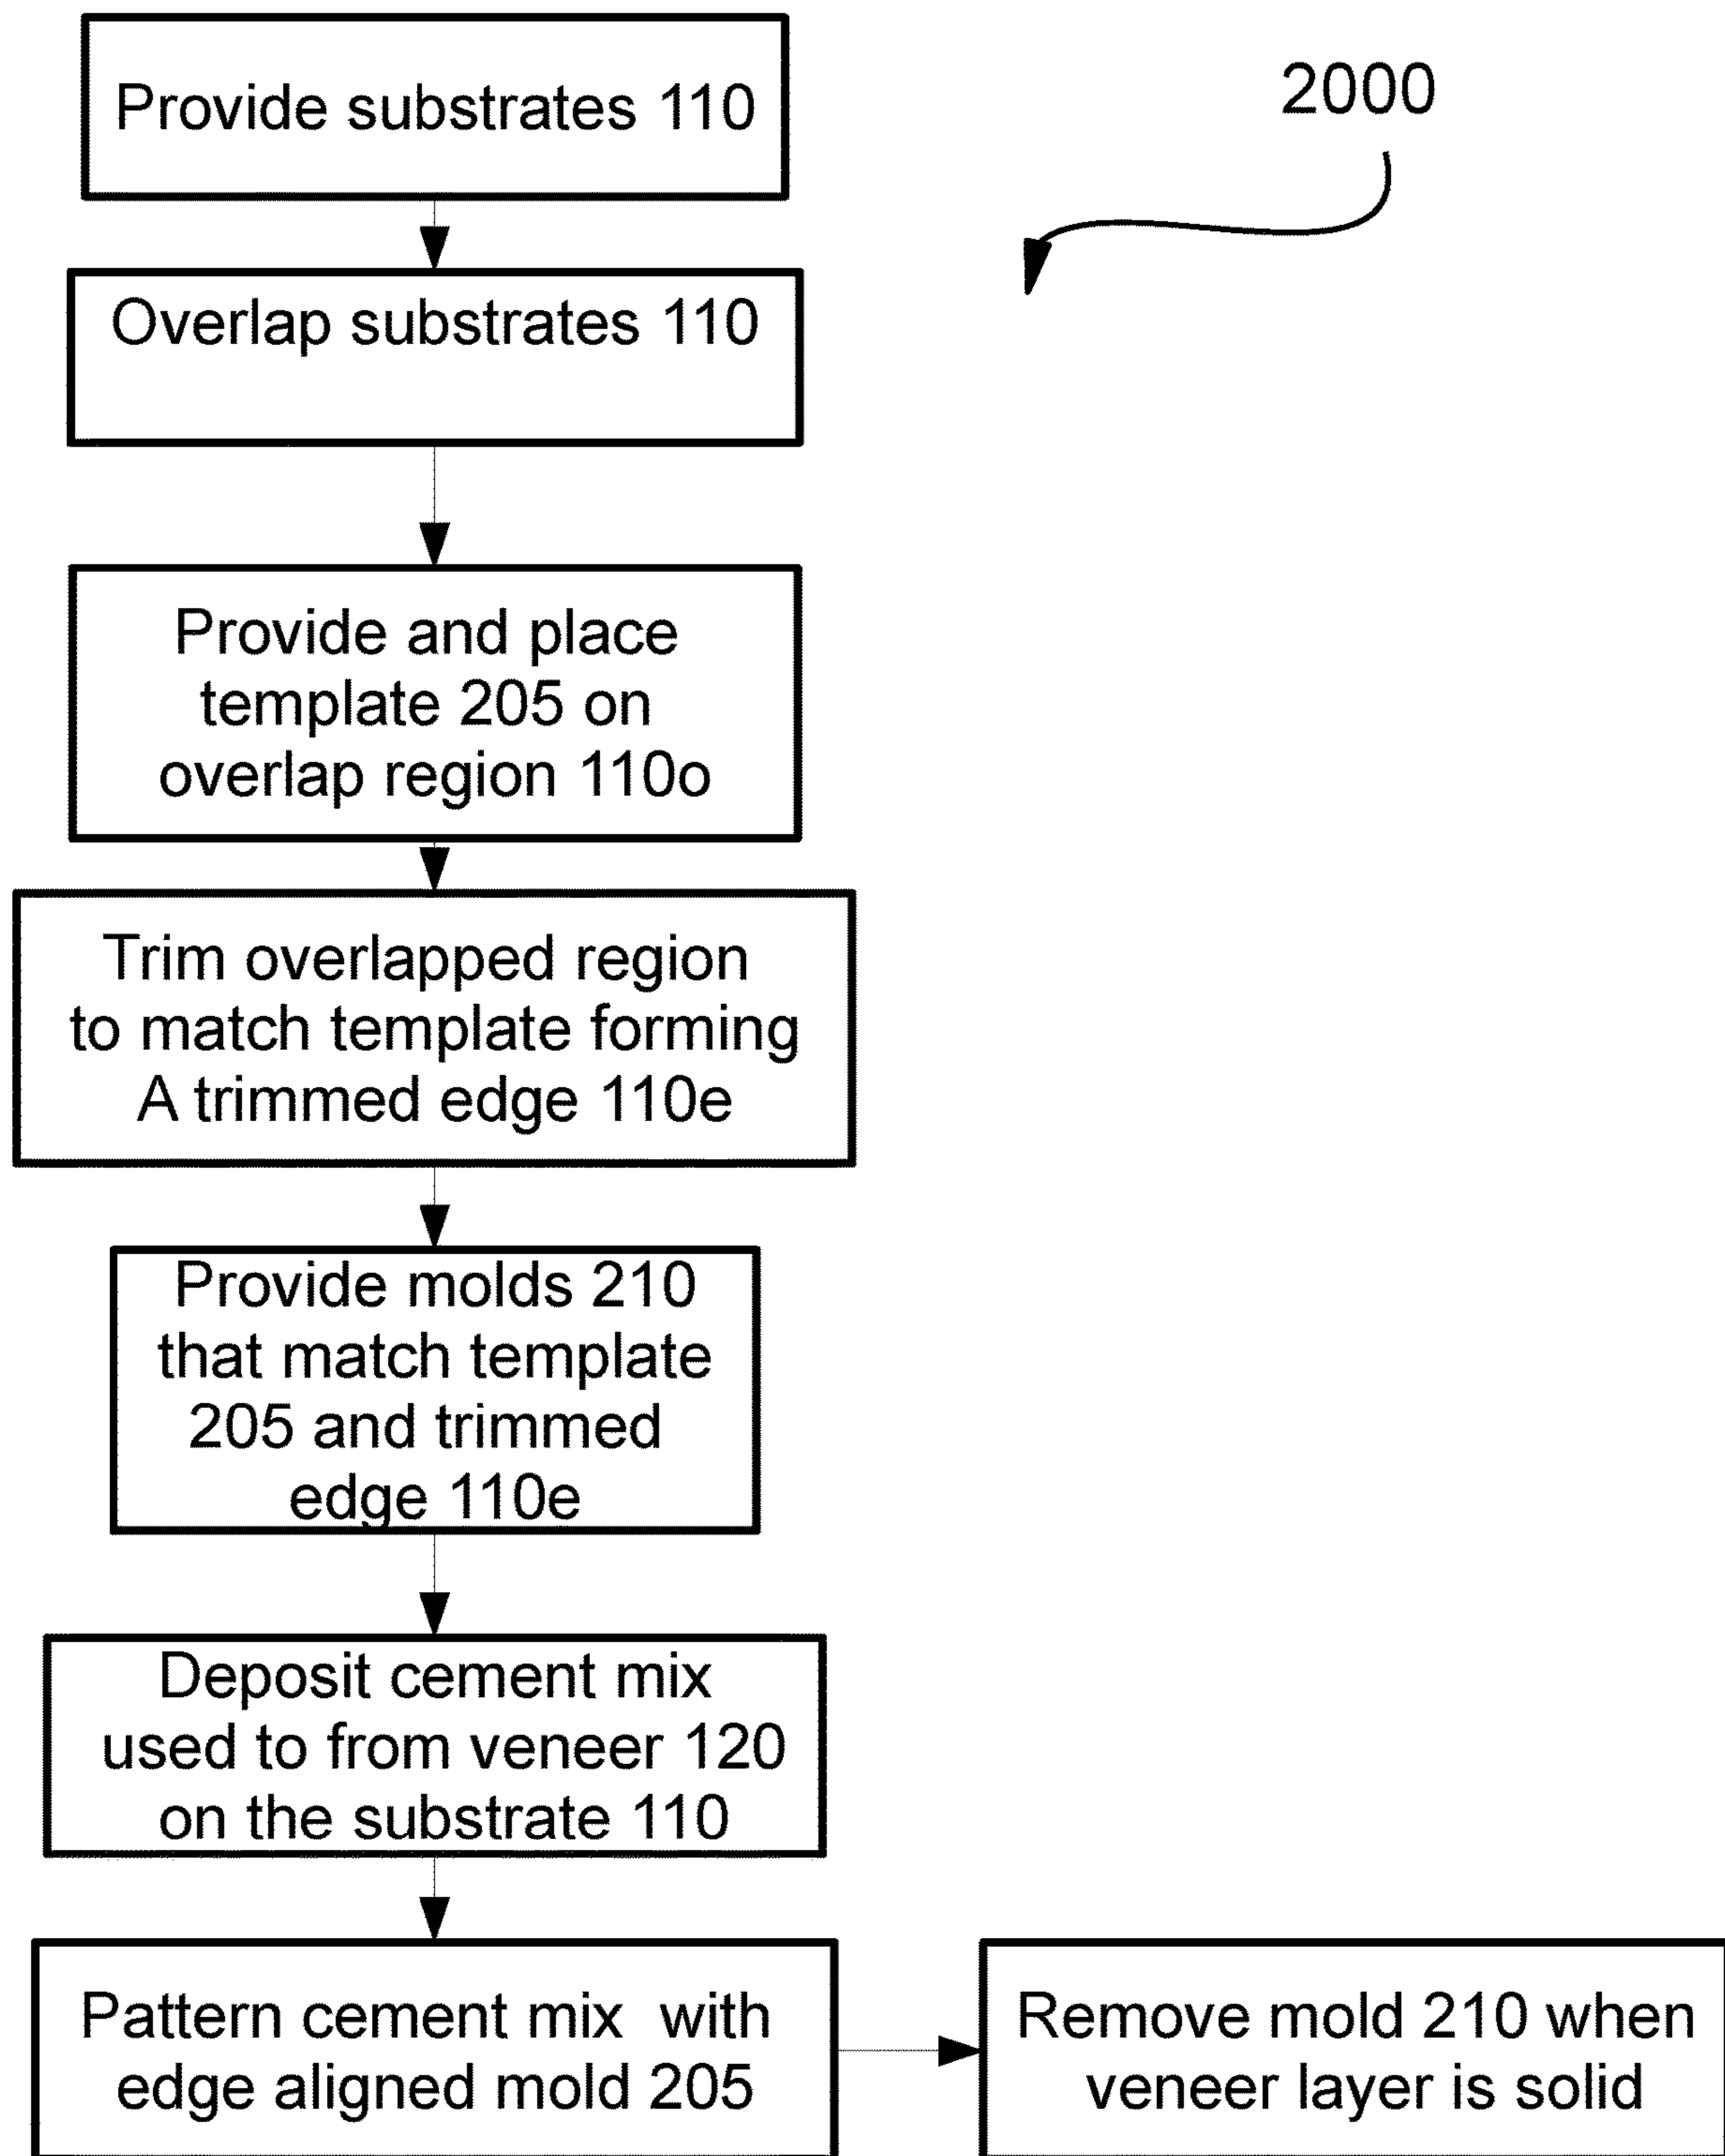 Provide substrates 110
2000
Overlap substrates 110
Provide and place
template 205 on
overlap region 110o
Trim overlapped region
to match template forming
A trimmed edge 110e
Provide molds 210
that match template
205 and trimmed
edge 110e
Deposit cement mix
used to from veneer 120
on the substrate 110
Pattern cement mix with
edge aligned mold 205
Remove mold 210 when
veneer layer is solid